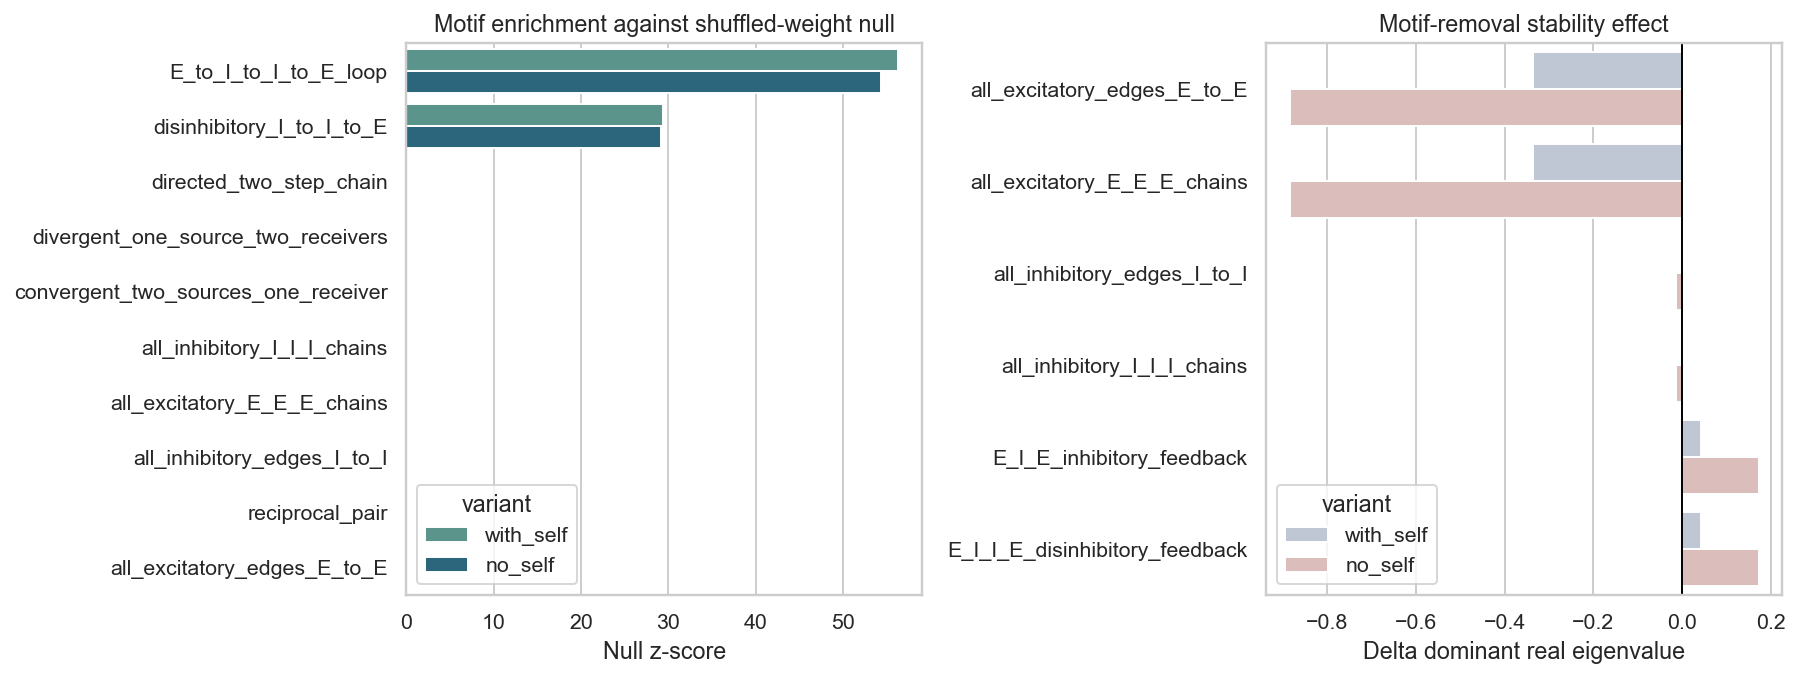 Motif enrichment against shuffled-weight null
E_to_I_to_I_to_E_loop
disinhibitory_I_to_I_to_E
directed_two_step_chain
divergent_one_source_two_receivers
convergent_two_sources_one_receiver
all_inhibitory_I_I_I_chains
all_excitatory_E_E_E_chains
all_inhibitory_edges_I_to_I
reciprocal_pair
all_excitatory_edges_E_to_E
variant
with_self
no_self
0 10 20 30 40 50
Null z-score
Motif-removal stability effect
all_excitatory_edges_E_to_E
all_excitatory_E_E_E_chains
all_inhibitory_edges_I_to_I
all_inhibitory_I_I_I_chains
E_I_E_inhibitory_feedback
E_I_I_E_disinhibitory_feedback
variant
with_self
no_self
−0.8 −0.6 −0.4 −0.2 0.0 0.2
Delta dominant real eigenvalue